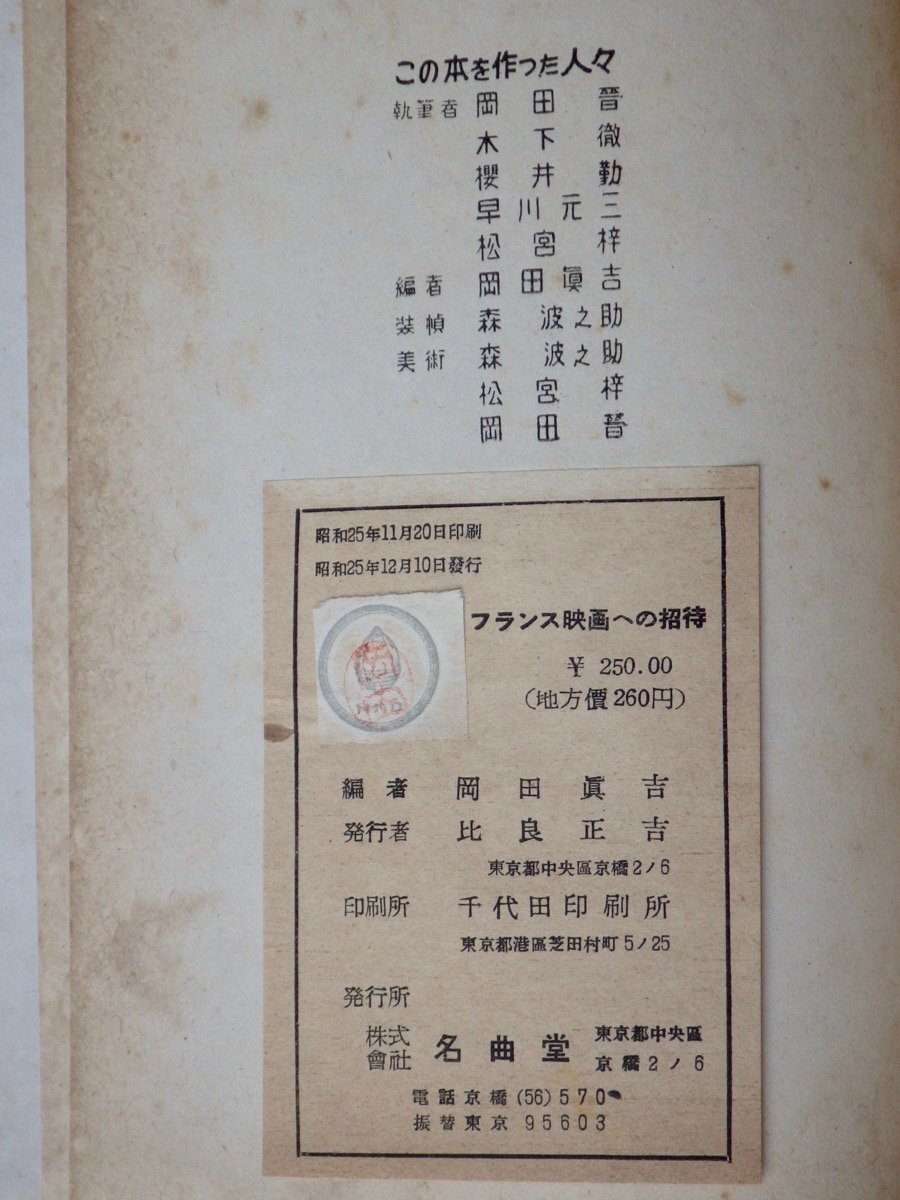 この本を作つた人々
執筆者 岡田晉
木下徹
櫻井勤
早川元三
松宮梓
編者 岡田眞吉
装幀 森波之助
美術 森波之助
松宮梓
岡田晉
昭和25年11月20日印刷
昭和25年12月10日發行
フランス映画への招待
￥ 250.00
(地方價260円)
編者 岡田眞吉
発行者 比良正吉
東京都中央區京橋2ノ6
印刷所 千代田印刷所
東京都港區芝田村町5ノ25
発行所
株式會社 名曲堂 東京都中央區京橋2ノ6
電話京橋(56)570
振替東京 95603